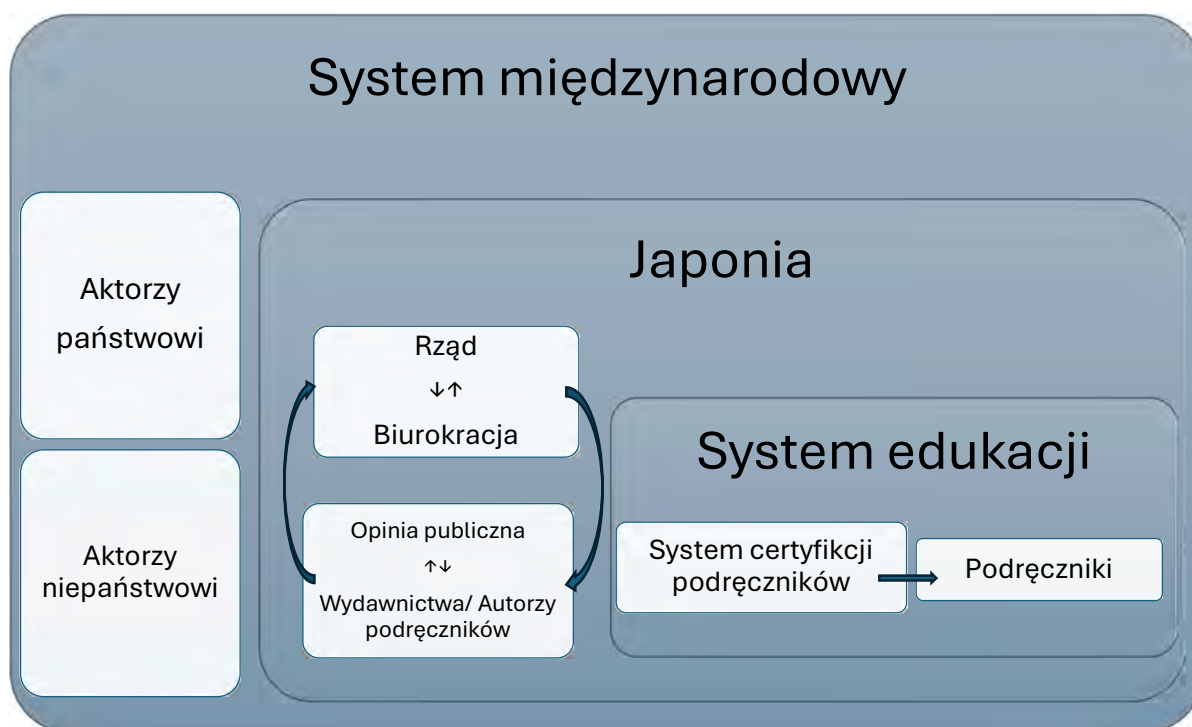 System międzynarodowy
Aktorzy
państwowi
Aktorzy
niepaństwowi
Japonia
Rząd
↓↑
Biurokracja
Opinia publiczna
↑↓
Wydawnictwa/ Autorzy
podręczników
System edukacji
System certyfikcji
podręczników
Podręczniki